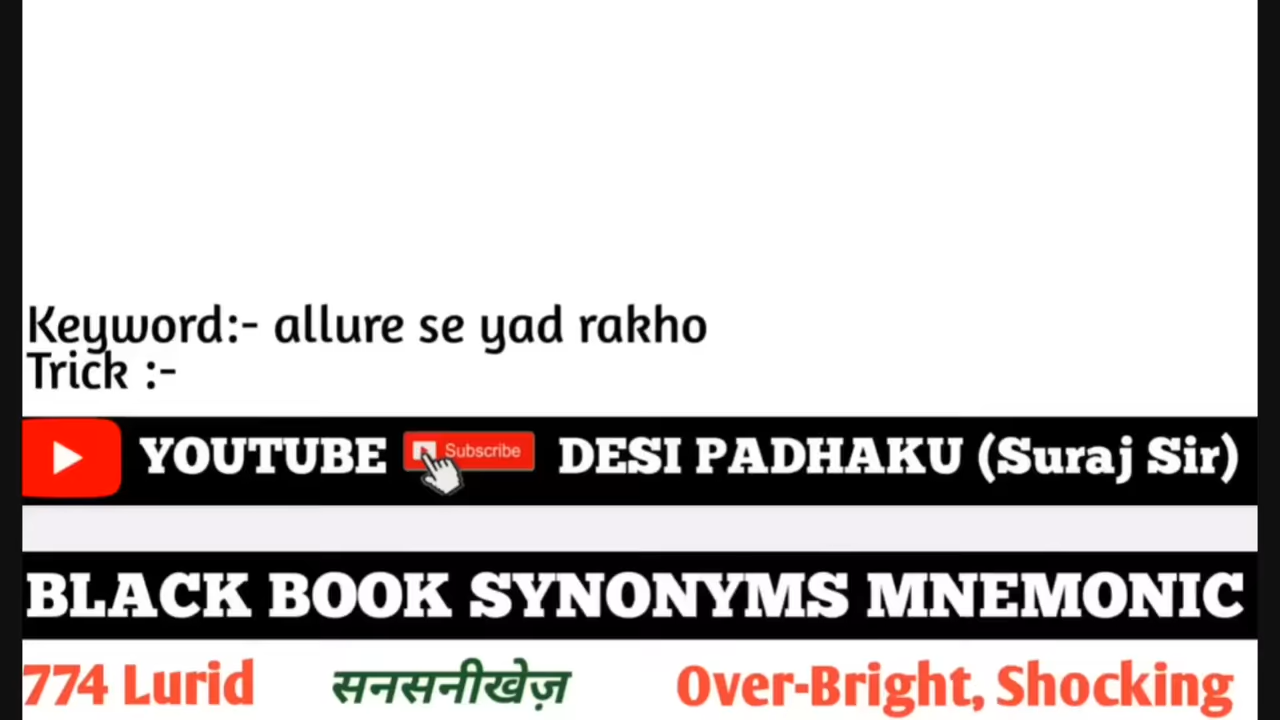 Keyword:- allure se yad rakho
Trick :-
YOUTUBE Subscribe DESI PADHAKU (Suraj Sir)
BLACK BOOK SYNONYMS MNEMONIC
774 Lurid सनसनीखेज़ Over-Bright, Shocking